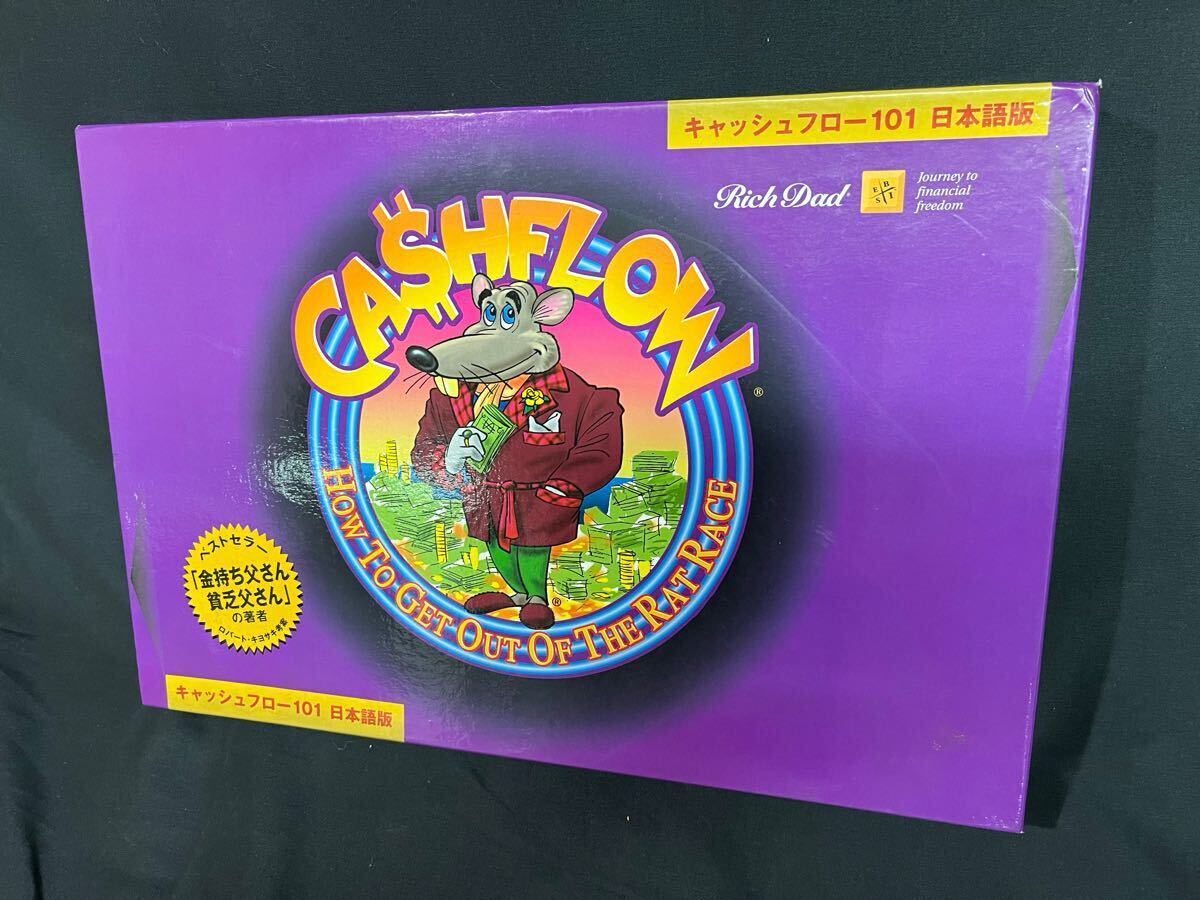 キャッシュフロー101 日本語版
Rich Dad
E B
S I
Journey to
financial
freedom
CA$HFLOW
®
HOW TO GET OUT OF THE RAT RACE
®
ベストセラー
「金持ち父さん
貧乏父さん」
の著者
ロバート・キヨサキ考案
キャッシュフロー101 日本語版